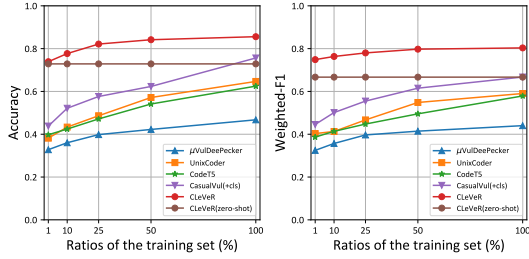 Accuracy
1.0
0.8
0.6
0.4
0.2
0.0
1 10 25 50 100
Ratios of the training set (%)
μVulDeePecker
UnixCoder
CodeT5
CasualVul(+cls)
CLeVeR
CLeVeR(zero-shot)
Weighted-F1
1.0
0.8
0.6
0.4
0.2
0.0
1 10 25 50 100
Ratios of the training set (%)
μVulDeePecker
UnixCoder
CodeT5
CasualVul(+cls)
CLeVeR
CLeVeR(zero-shot)